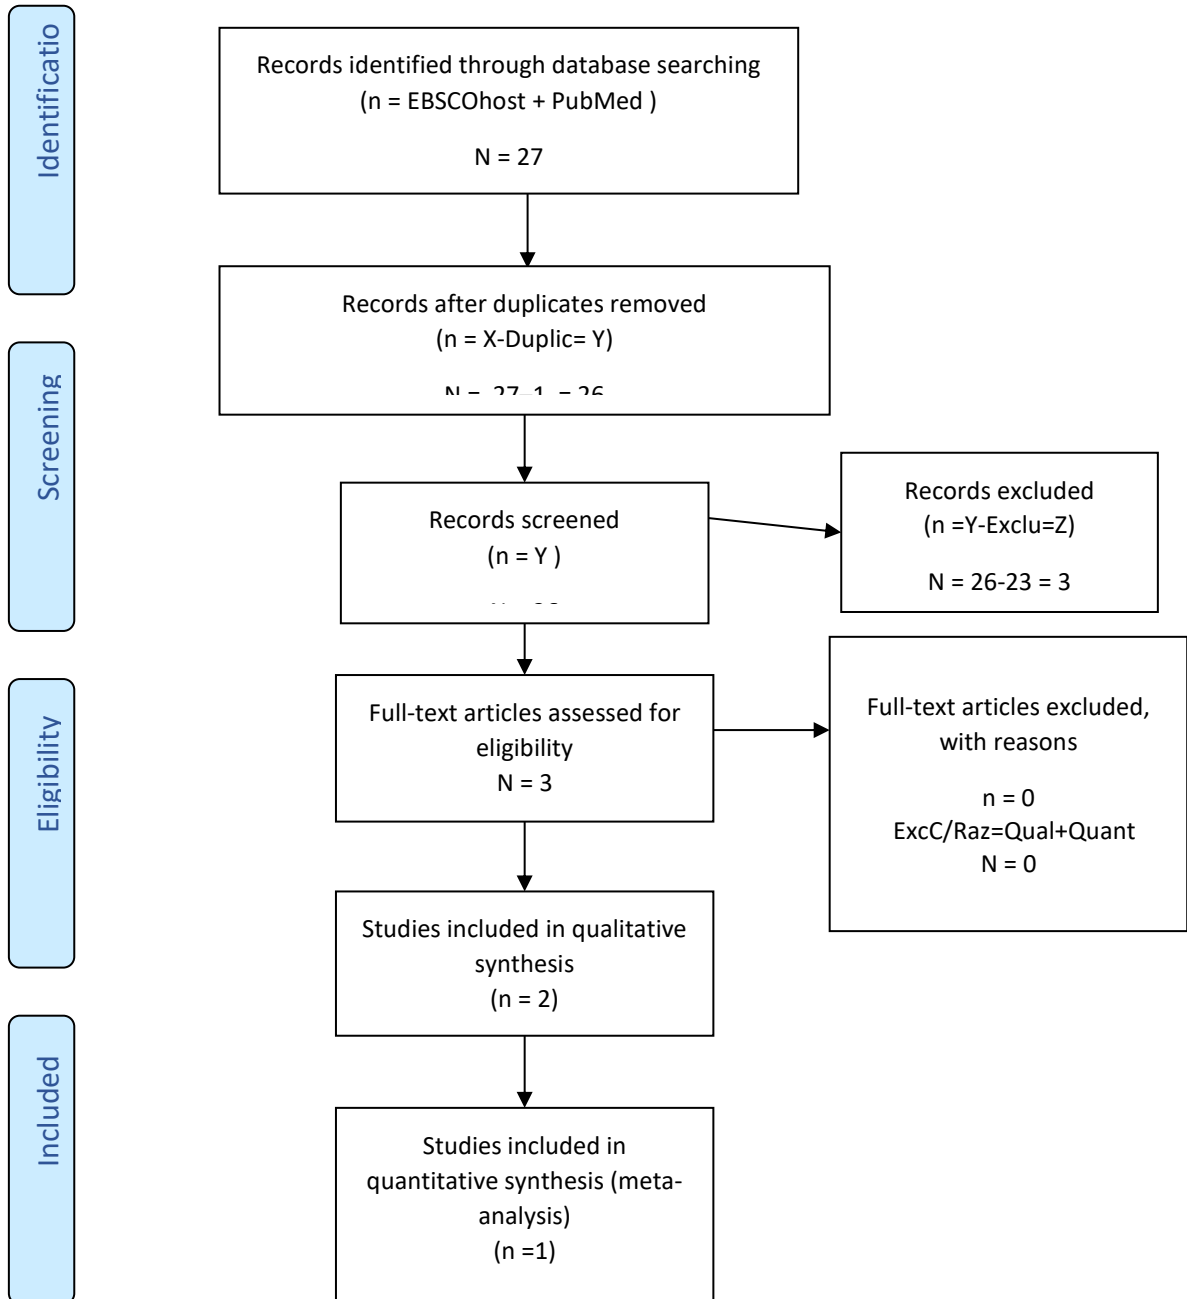 Identificatio
Records identified through database searching
(n = EBSCOhost + PubMed )
N = 27
Records after duplicates removed
(n = X-Duplic= Y)
N = 27–1 = 26
Screening
Records screened
(n = Y )
Records excluded
(n =Y-Exclu=Z)
N = 26-23 = 3
Eligibility
Full-text articles assessed for
eligibility
N = 3
Full-text articles excluded,
with reasons
n = 0
ExcC/Raz=Qual+Quant
N = 0
Studies included in qualitative
synthesis
(n = 2)
Included
Studies included in
quantitative synthesis (meta-
analysis)
(n =1)